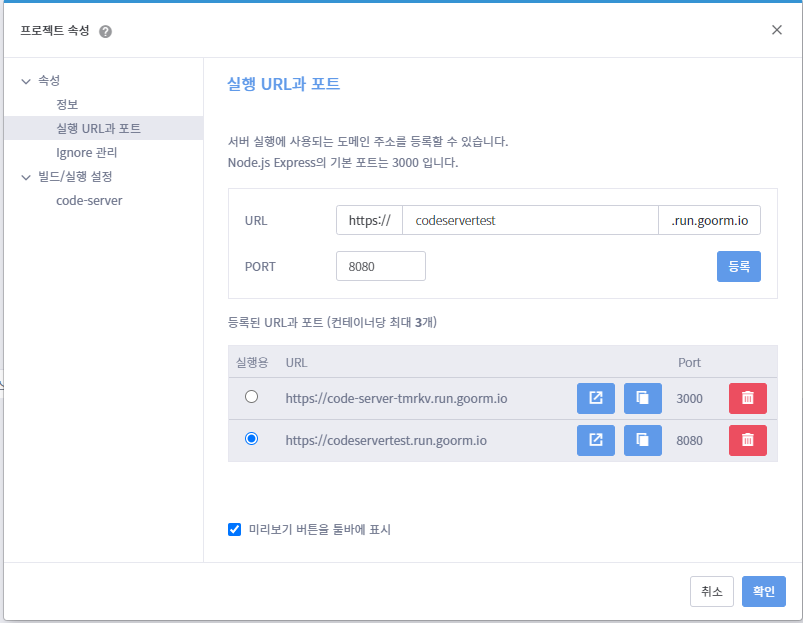 프로젝트 속성 ?
속성
정보
실행 URL과 포트
Ignore 관리
빌드/실행 설정
code-server
실행 URL과 포트
서버 실행에 사용되는 도메인 주소를 등록할 수 있습니다.
Node.js Express의 기본 포트는 3000 입니다.
URL https:// codeservertest .run.goorm.io
PORT 8080 등록
등록된 URL과 포트 (컨테이너당 최대 3개)
실행용 URL Port
https://code-server-tmrkv.run.goorm.io 3000
https://codeservertest.run.goorm.io 8080
미리보기 버튼을 툴바에 표시
취소 확인